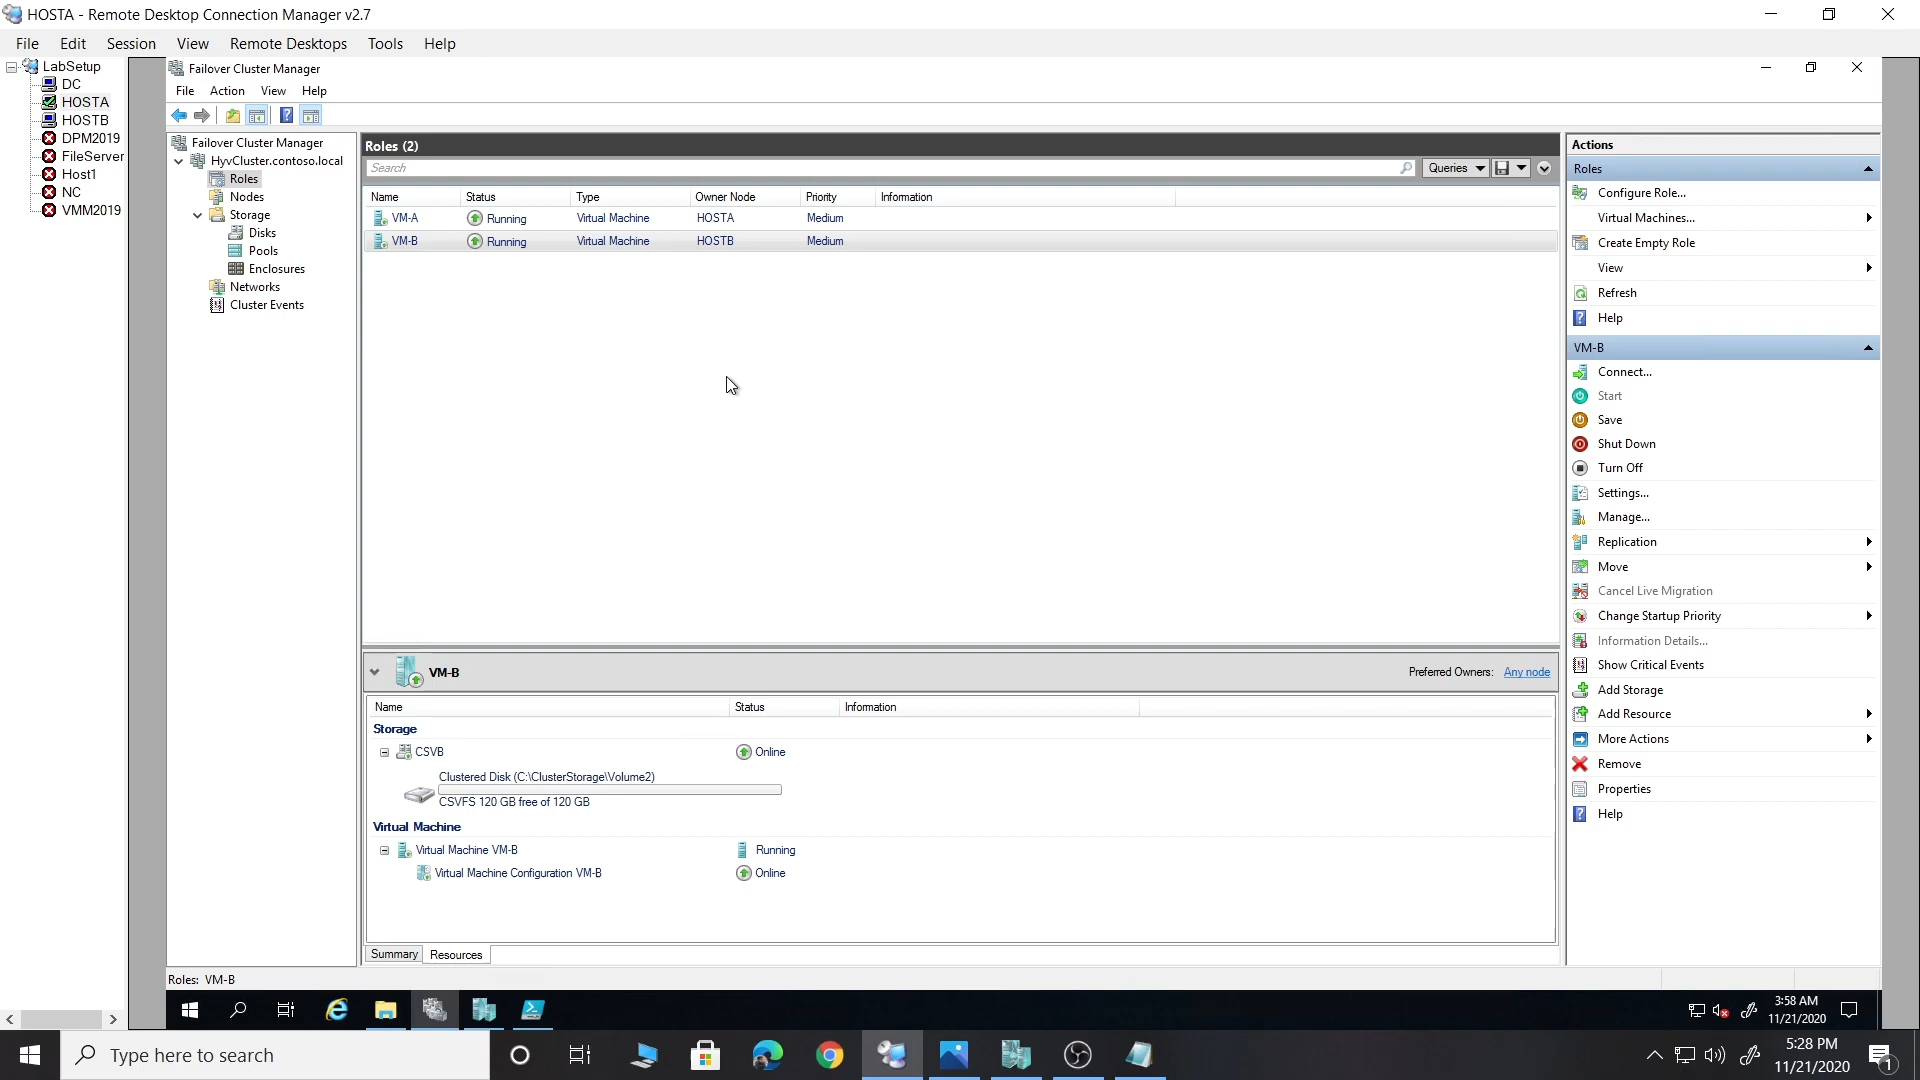 HOSTA - Remote Desktop Connection Manager v2.7
File Edit Session View Remote Desktops Tools Help
LabSetup
DC
HOSTA
HOSTB
DPM2019
FileServer
Host1
NC
VMM2019
Failover Cluster Manager
File Action View Help
Failover Cluster Manager
HyvCluster.contoso.local
Roles
Nodes
Storage
Disks
Pools
Enclosures
Networks
Cluster Events
Roles (2)
Search
Queries
Name Status Type Owner Node Priority Information
VM-A Running Virtual Machine HOSTA Medium
VM-B Running Virtual Machine HOSTB Medium
VM-B
Preferred Owners: Any node
Name Status Information
Storage
CSVB Online
Clustered Disk (C:\ClusterStorage\Volume2)
CSVFS 120 GB free of 120 GB
Virtual Machine
Virtual Machine VM-B Running
Virtual Machine Configuration VM-B Online
Summary Resources
Roles: VM-B
Actions
Roles
Configure Role...
Virtual Machines...
Create Empty Role
View
Refresh
Help
VM-B
Connect...
Start
Save
Shut Down
Turn Off
Settings...
Manage...
Replication
Move
Cancel Live Migration
Change Startup Priority
Information Details...
Show Critical Events
Add Storage
Add Resource
More Actions
Remove
Properties
Help
3:58 AM
11/21/2020
Type here to search
5:28 PM
11/21/2020
1